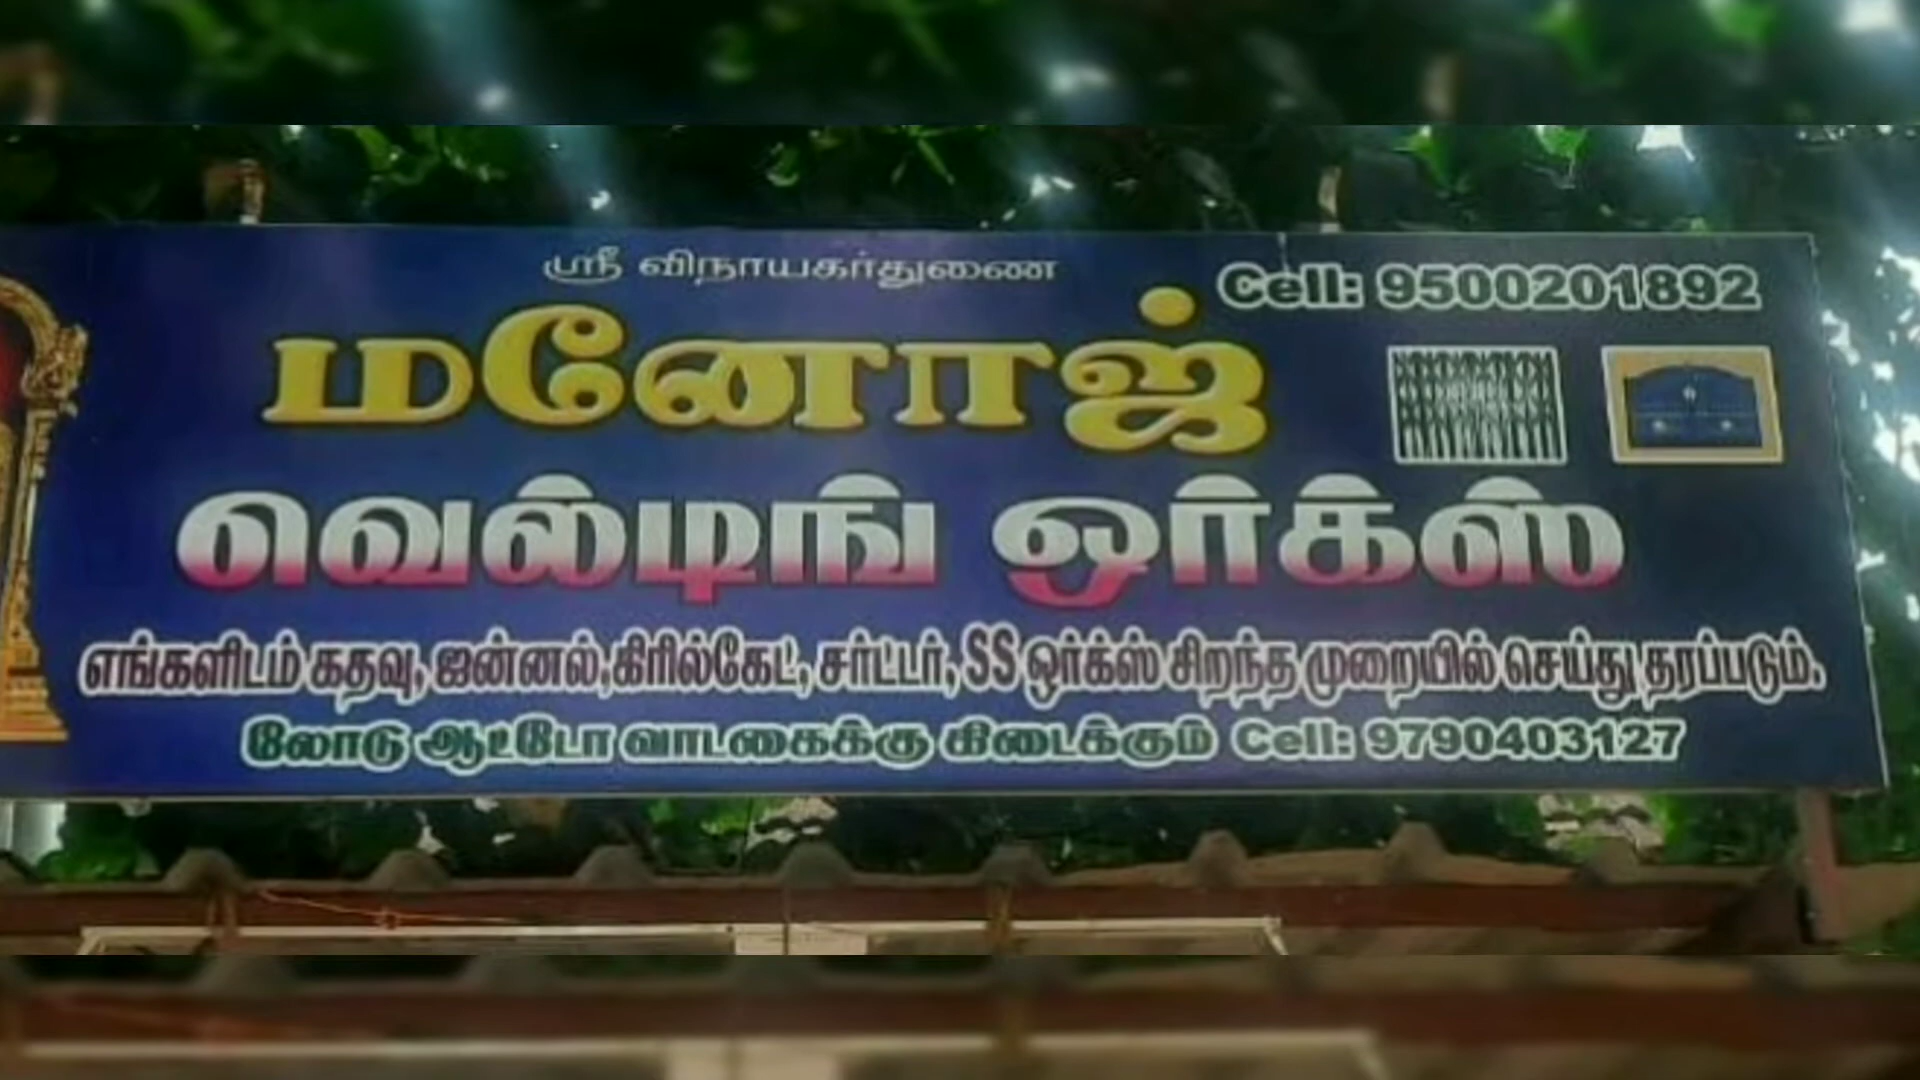 ஸ்ரீ விநாயகர்துணை
Cell: 9500201892
மனோஜ்
வெல்டிங் ஒர்க்ஸ்
எங்களிடம் கதவு, ஜன்னல்,கிரில்கேட், சர்ட்டர், SS ஒர்க்ஸ் சிறந்த முறையில் செய்து தரப்படும்.
லோடு ஆட்டோ வாடகைக்கு கிடைக்கும் Cell: 9790403127